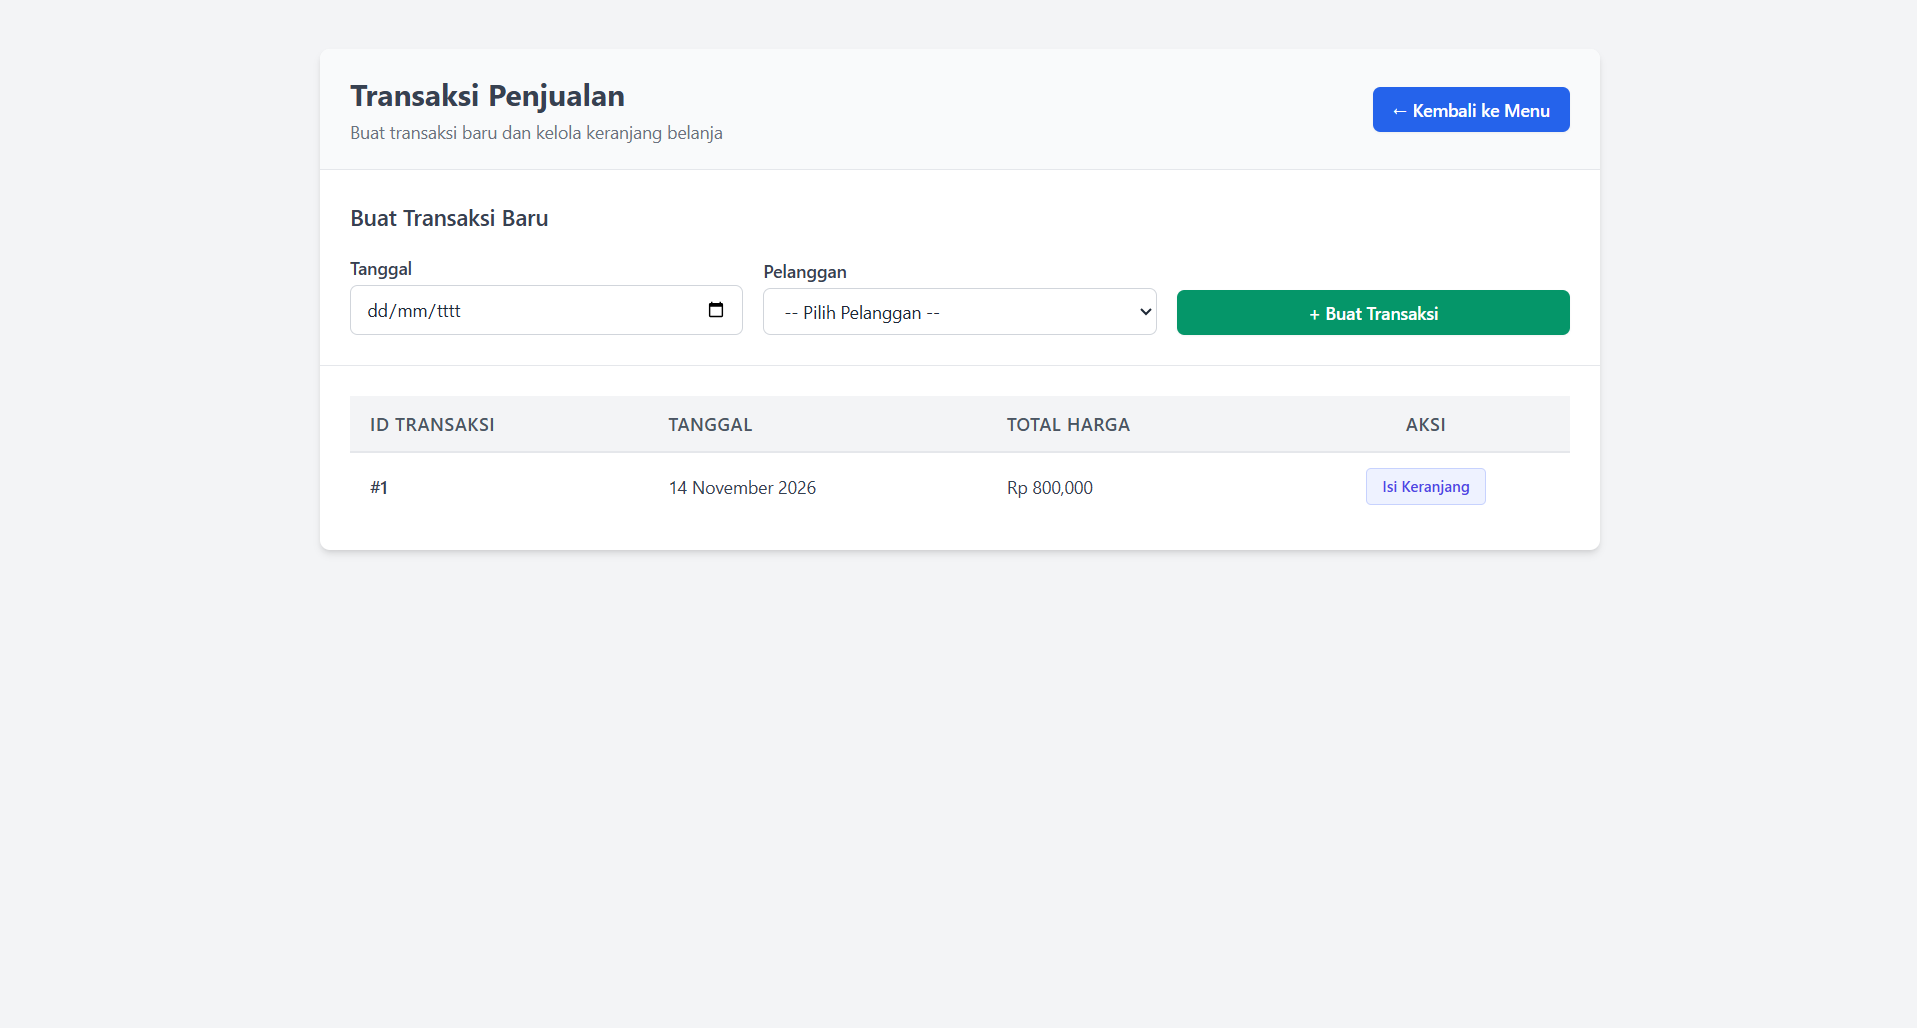 Transaksi Penjualan
Buat transaksi baru dan kelola keranjang belanja
← Kembali ke Menu
Buat Transaksi Baru
Tanggal
dd/mm/tttt
Pelanggan
-- Pilih Pelanggan --
+ Buat Transaksi
ID TRANSAKSI TANGGAL TOTAL HARGA AKSI
#1 14 November 2026 Rp 800,000 Isi Keranjang